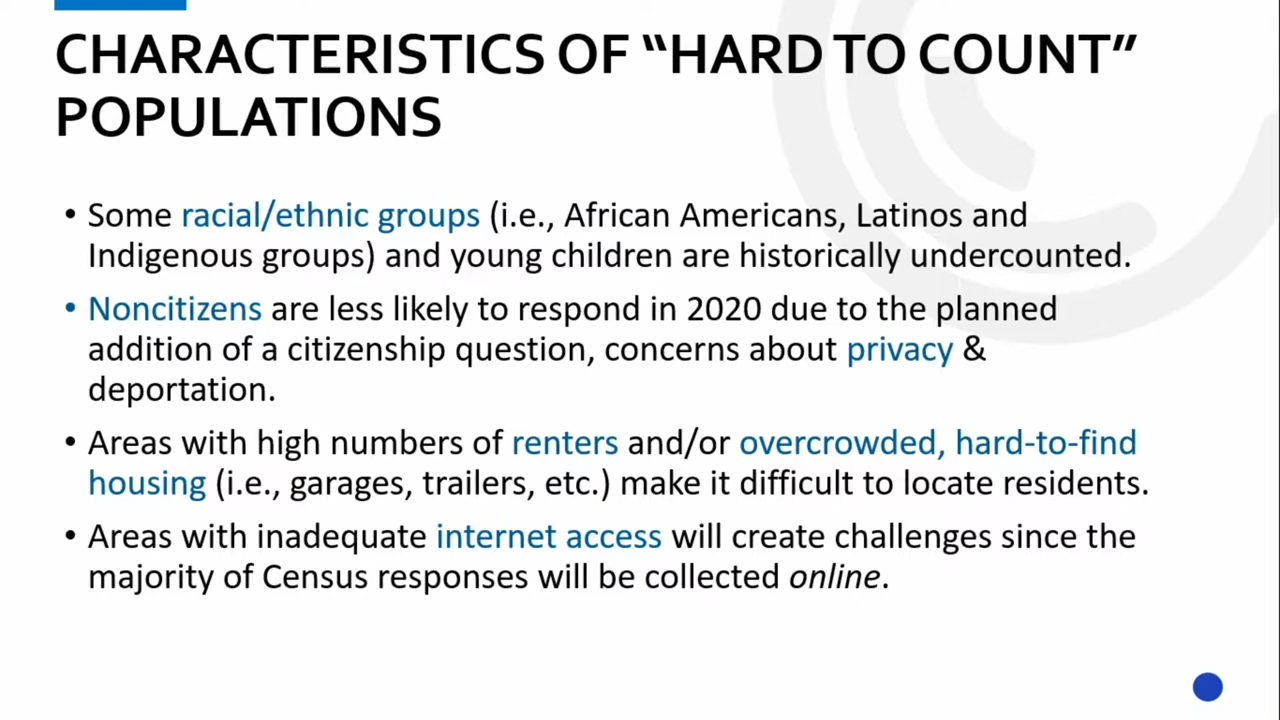 CHARACTERISTICS OF “HARD TO COUNT”
POPULATIONS
• Some racial/ethnic groups (i.e., African Americans, Latinos and
Indigenous groups) and young children are historically undercounted.
• Noncitizens are less likely to respond in 2020 due to the planned
addition of a citizenship question, concerns about privacy &
deportation.
• Areas with high numbers of renters and/or overcrowded, hard-to-find
housing (i.e., garages, trailers, etc.) make it difficult to locate residents.
• Areas with inadequate internet access will create challenges since the
majority of Census responses will be collected online.